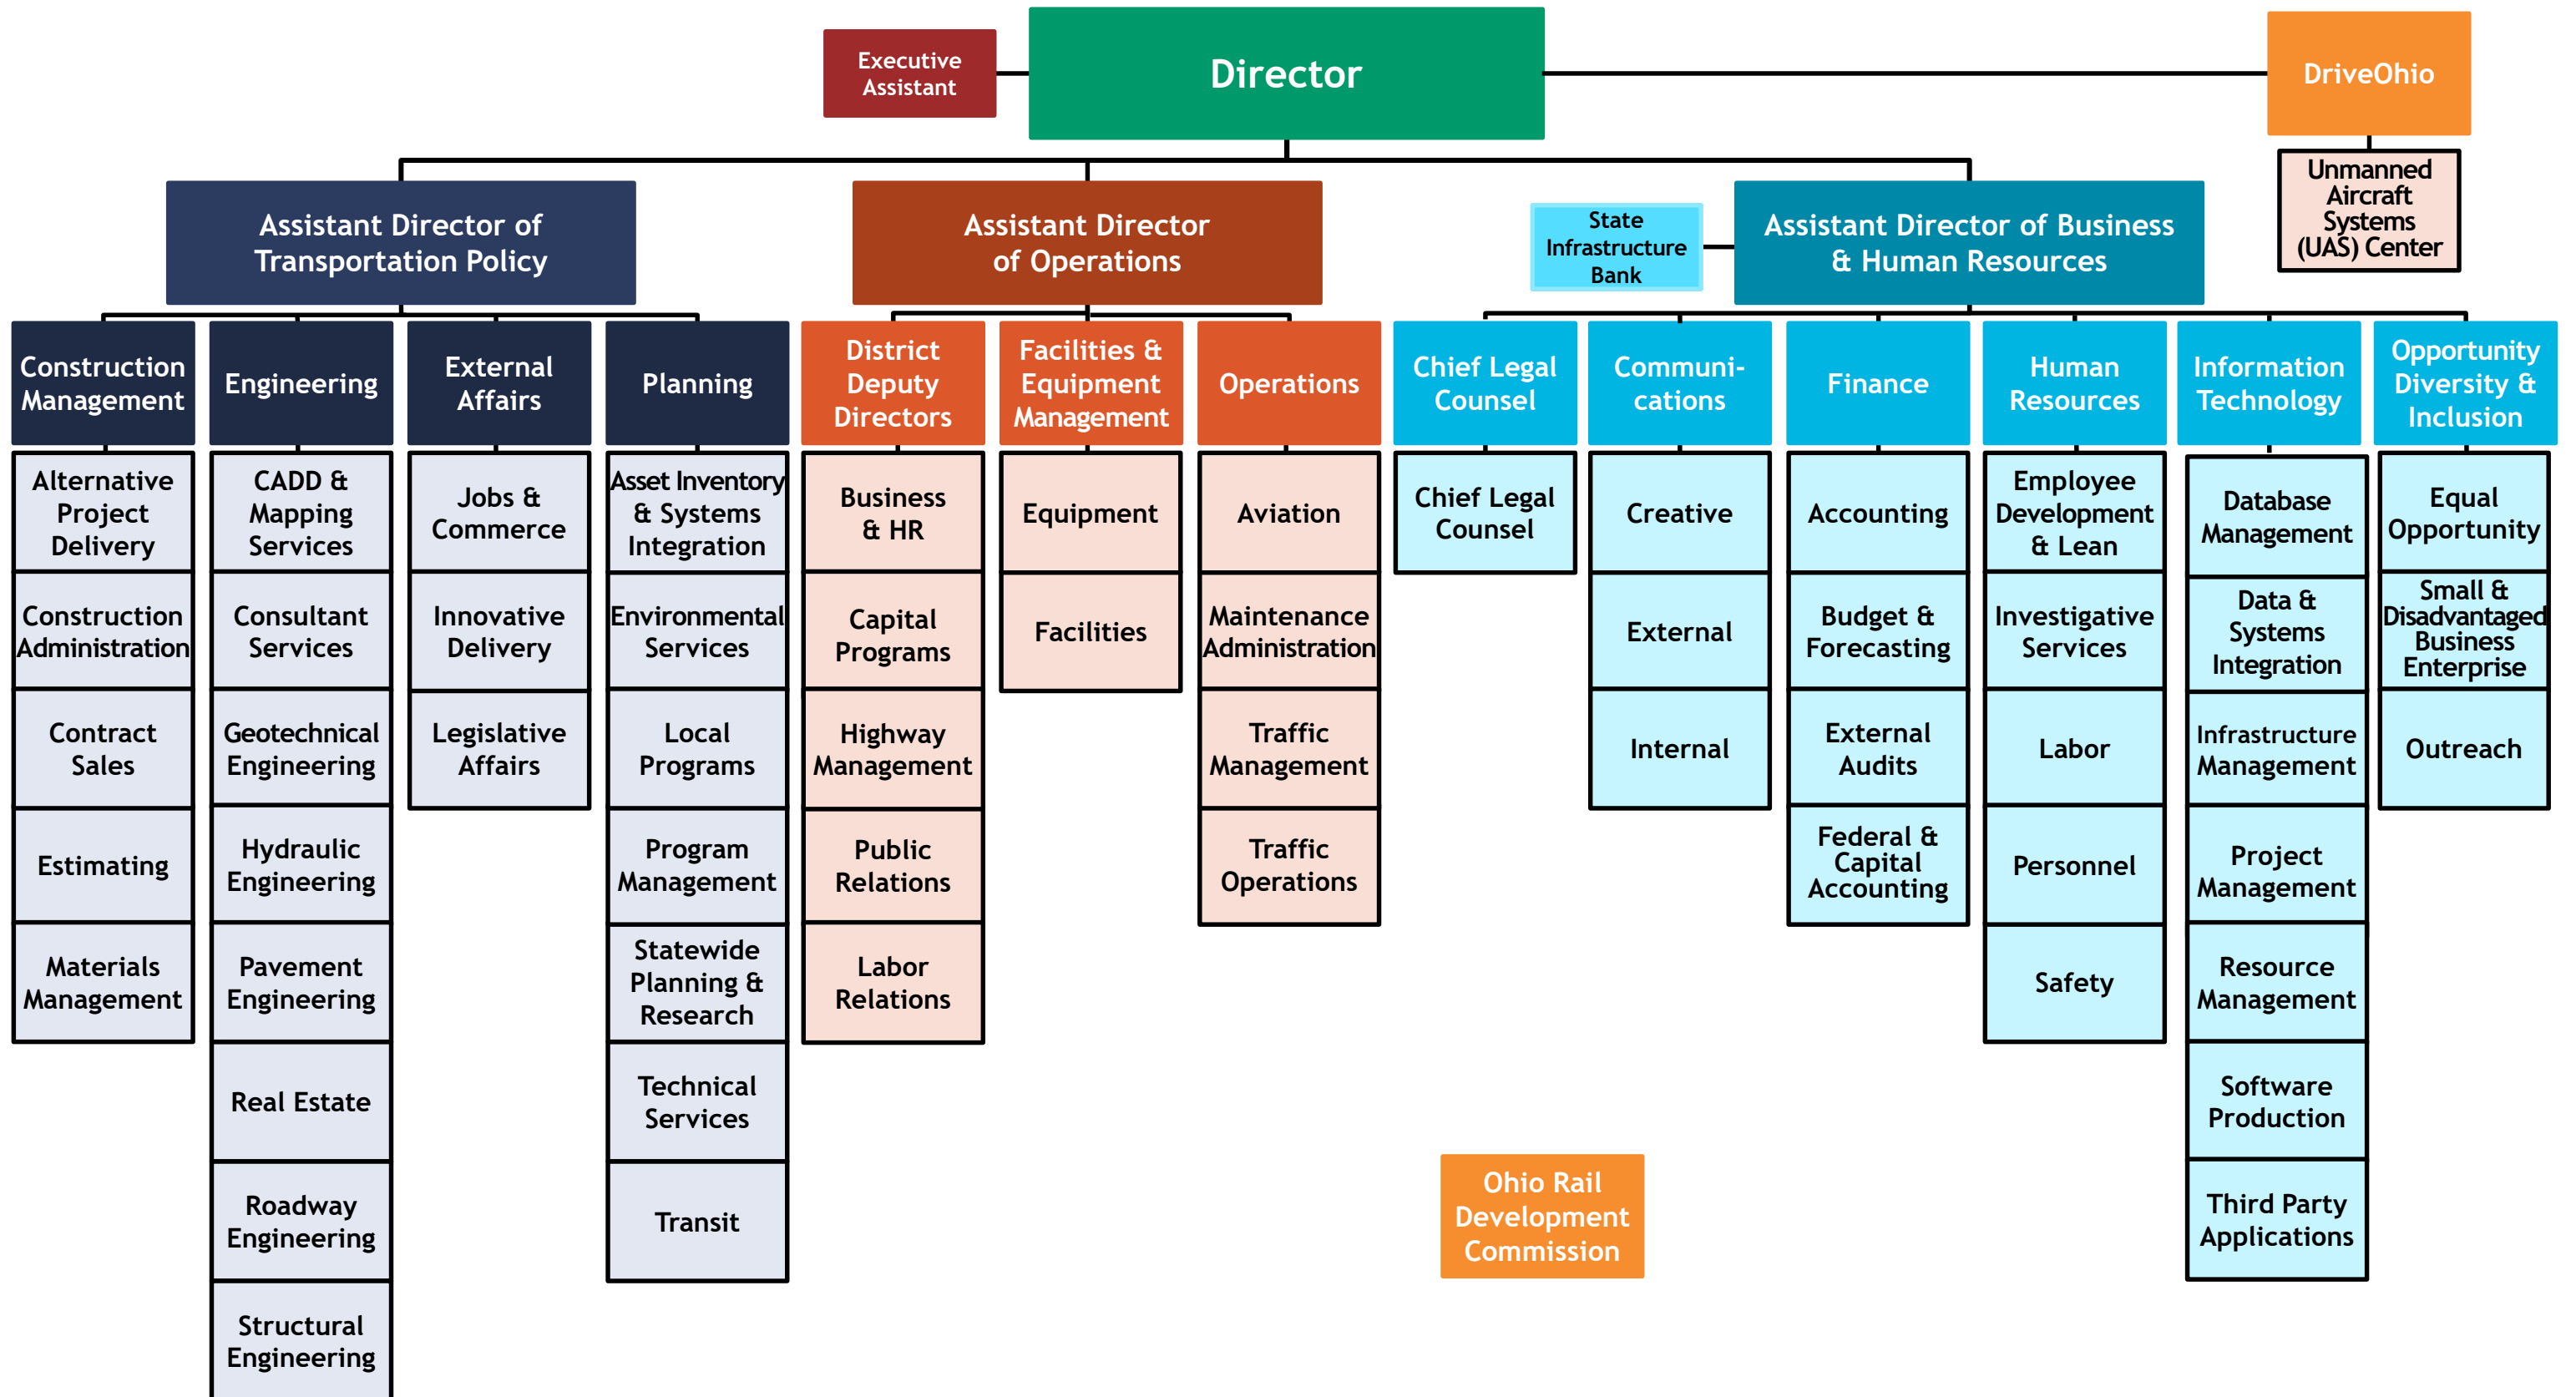 Executive
Assistant
Director
DriveOhio
Unmanned
Aircraft
Systems
(UAS) Center
Assistant Director of
Transportation Policy
Assistant Director
of Operations
State
Infrastructure
Bank
Assistant Director of Business
& Human Resources
Construction
Management
Engineering
External
Affairs
Planning
District
Deputy
Directors
Facilities &
Equipment
Management
Operations
Chief Legal
Counsel
Communi-
cations
Finance
Human
Resources
Information
Technology
Opportunity
Diversity &
Inclusion
Alternative
Project
Delivery
Construction
Administration
Contract
Sales
Estimating
Materials
Management
CADD &
Mapping
Services
Consultant
Services
Geotechnical
Engineering
Hydraulic
Engineering
Pavement
Engineering
Real Estate
Roadway
Engineering
Structural
Engineering
Jobs &
Commerce
Innovative
Delivery
Legislative
Affairs
Asset Inventory
& Systems
Integration
Environmental
Services
Local
Programs
Program
Management
Statewide
Planning &
Research
Technical
Services
Transit
Business
& HR
Capital
Programs
Highway
Management
Public
Relations
Labor
Relations
Equipment
Facilities
Aviation
Maintenance
Administration
Traffic
Management
Traffic
Operations
Chief Legal
Counsel
Creative
External
Internal
Accounting
Budget &
Forecasting
External
Audits
Federal &
Capital
Accounting
Employee
Development
& Lean
Investigative
Services
Labor
Personnel
Safety
Database
Management
Data &
Systems
Integration
Infrastructure
Management
Project
Management
Resource
Management
Software
Production
Third Party
Applications
Equal
Opportunity
Small &
Disadvantaged
Business
Enterprise
Outreach
Ohio Rail
Development
Commission